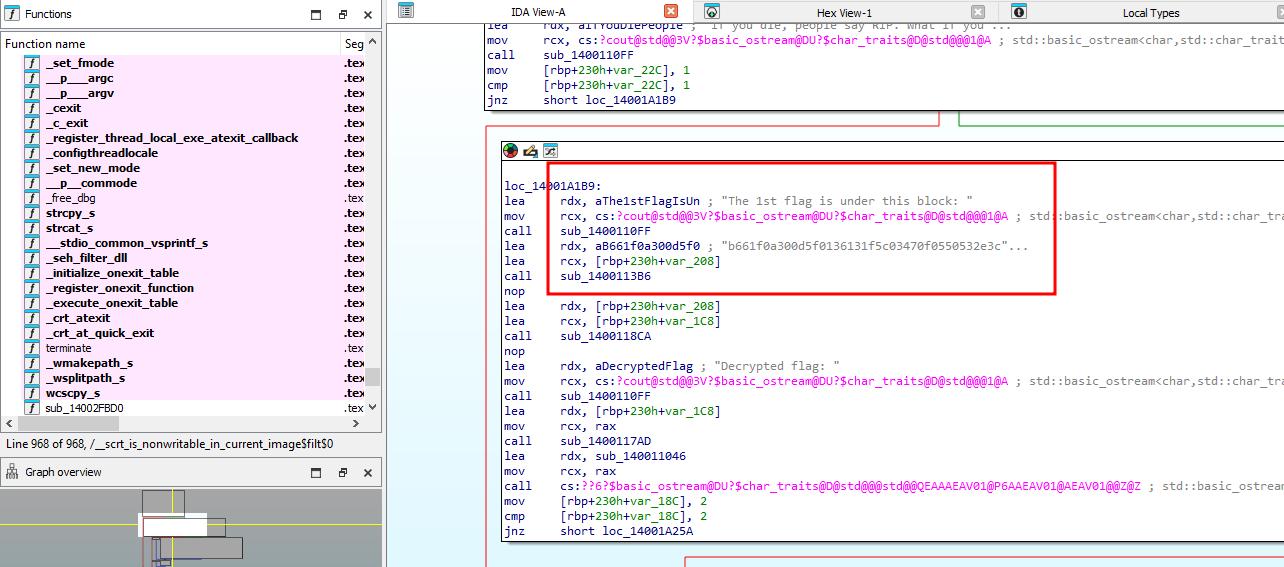 Functions
Function name Seg
_set_fmode .tex
__p___argc .tex
__p___argv .tex
_cexit .tex
_c_exit .tex
_register_thread_local_exe_atexit_callback .tex
_configthreadlocale .tex
_set_new_mode .tex
__p__commode .tex
_free_dbg .tex
strcpy_s .tex
strcat_s .tex
__stdio_common_vsprintf_s .tex
_seh_filter_dll .tex
_initialize_onexit_table .tex
_register_onexit_function .tex
_execute_onexit_table .tex
_crt_atexit .tex
_crt_at_quick_exit .tex
terminate .tex
_wmakepath_s .tex
_wsplitpath_s .tex
wcscpy_s .tex
sub_14002FBD0 .tex
Line 968 of 968, /__scrt_is_nonwritable_in_current_image$filt$0
Graph overview
IDA View-A Hex View-1 Local Types
lea rdx, aIfYouDiePeople ; "If you die, people say RiP. What if you ...
mov rcx, cs:?cout@std@@3V?$basic_ostream@DU?$char_traits@D@std@@@1@A ; std::basic_ostream<char,std::char_traits
call sub_1400110FF
mov [rbp+230h+var_22C], 1
cmp [rbp+230h+var_22C], 1
jnz short loc_14001A1B9
loc_14001A1B9:
lea rdx, aThe1stFlagIsUn ; "The 1st flag is under this block: "
mov rcx, cs:?cout@std@@3V?$basic_ostream@DU?$char_traits@D@std@@@1@A ; std::basic_ostream<char,std::char_tra
call sub_1400110FF
lea rdx, aB661f0a300d5f0 ; "b661f0a300d5f0136131f5c03470f0550532e3c"...
lea rcx, [rbp+230h+var_208]
call sub_1400113B6
nop
lea rdx, [rbp+230h+var_208]
lea rcx, [rbp+230h+var_1C8]
call sub_1400118CA
nop
lea rdx, aDecryptedFlag ; "Decrypted flag: "
mov rcx, cs:?cout@std@@3V?$basic_ostream@DU?$char_traits@D@std@@@1@A ; std::basic_ostream<char,std::char_tra
call sub_1400110FF
lea rdx, [rbp+230h+var_1C8]
mov rcx, rax
call sub_1400117AD
lea rdx, sub_140011046
mov rcx, rax
call cs:??6?$basic_ostream@DU?$char_traits@D@std@@@std@@QEAAAEAV01@P6AAEAV01@AEAV01@@Z@Z ; std::basic_ostream
mov [rbp+230h+var_18C], 2
cmp [rbp+230h+var_18C], 2
jnz short loc_14001A25A